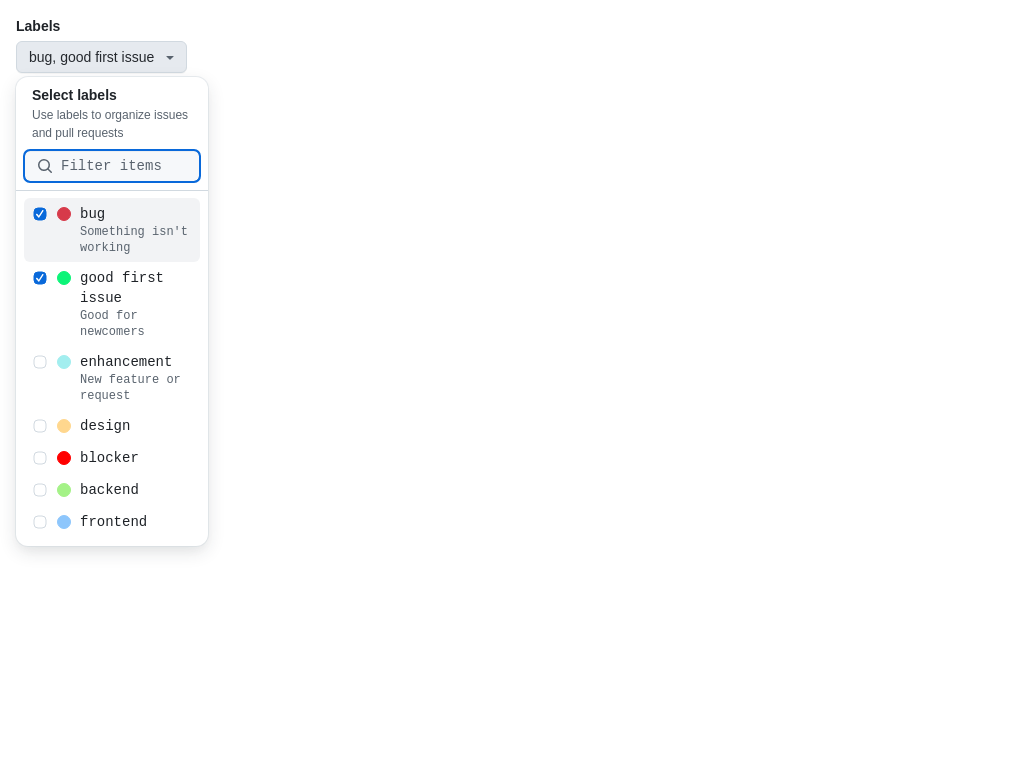 Labels
bug, good first issue
Select labels
Use labels to organize issues
and pull requests
Filter items
bug
Something isn't
working
good first
issue
Good for
newcomers
enhancement
New feature or
request
design
blocker
backend
frontend